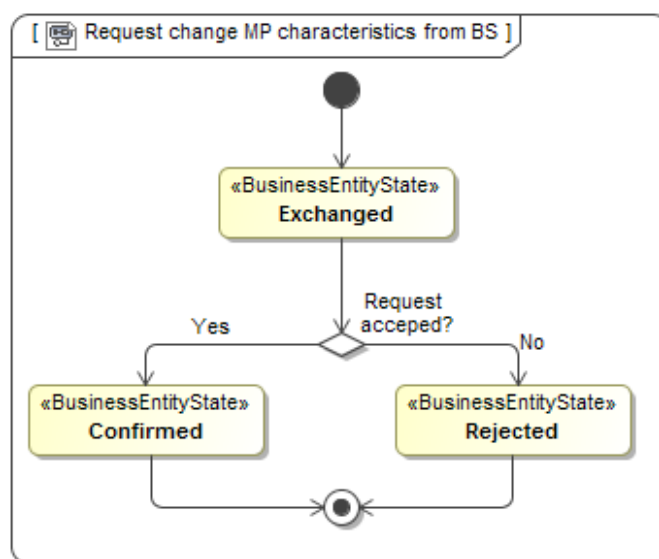 [ Request change MP characteristics from BS ]
«BusinessEntityState»
Exchanged
Request
acceped?
Yes
No
«BusinessEntityState»
Confirmed
«BusinessEntityState»
Rejected